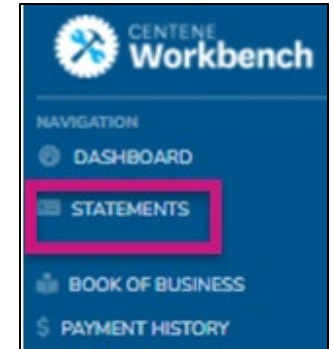 CENTENE
Workbench
NAVIGATION
DASHBOARD
STATEMENTS
BOOK OF BUSINESS
$ PAYMENT HISTORY